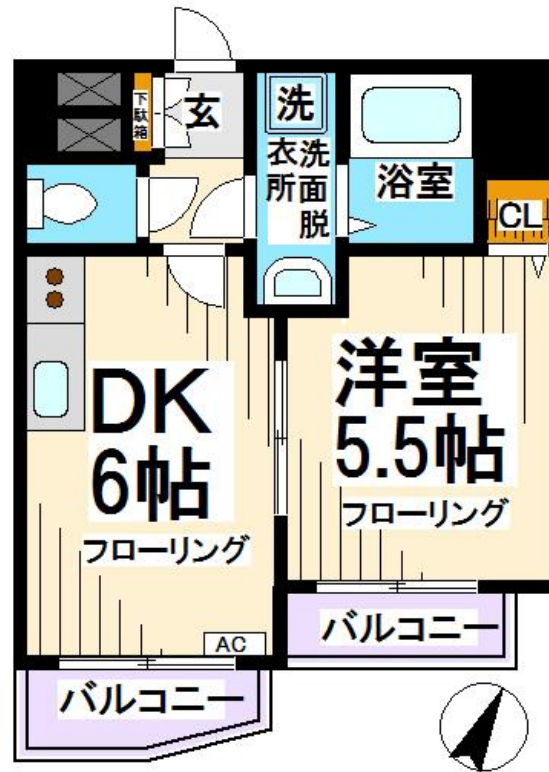 下駄箱
玄
洗
洗面脱
衣所
浴室
CL
DK
6帖
フローリング
洋室
5.5帖
フローリング
AC
バルコニー
バルコニー